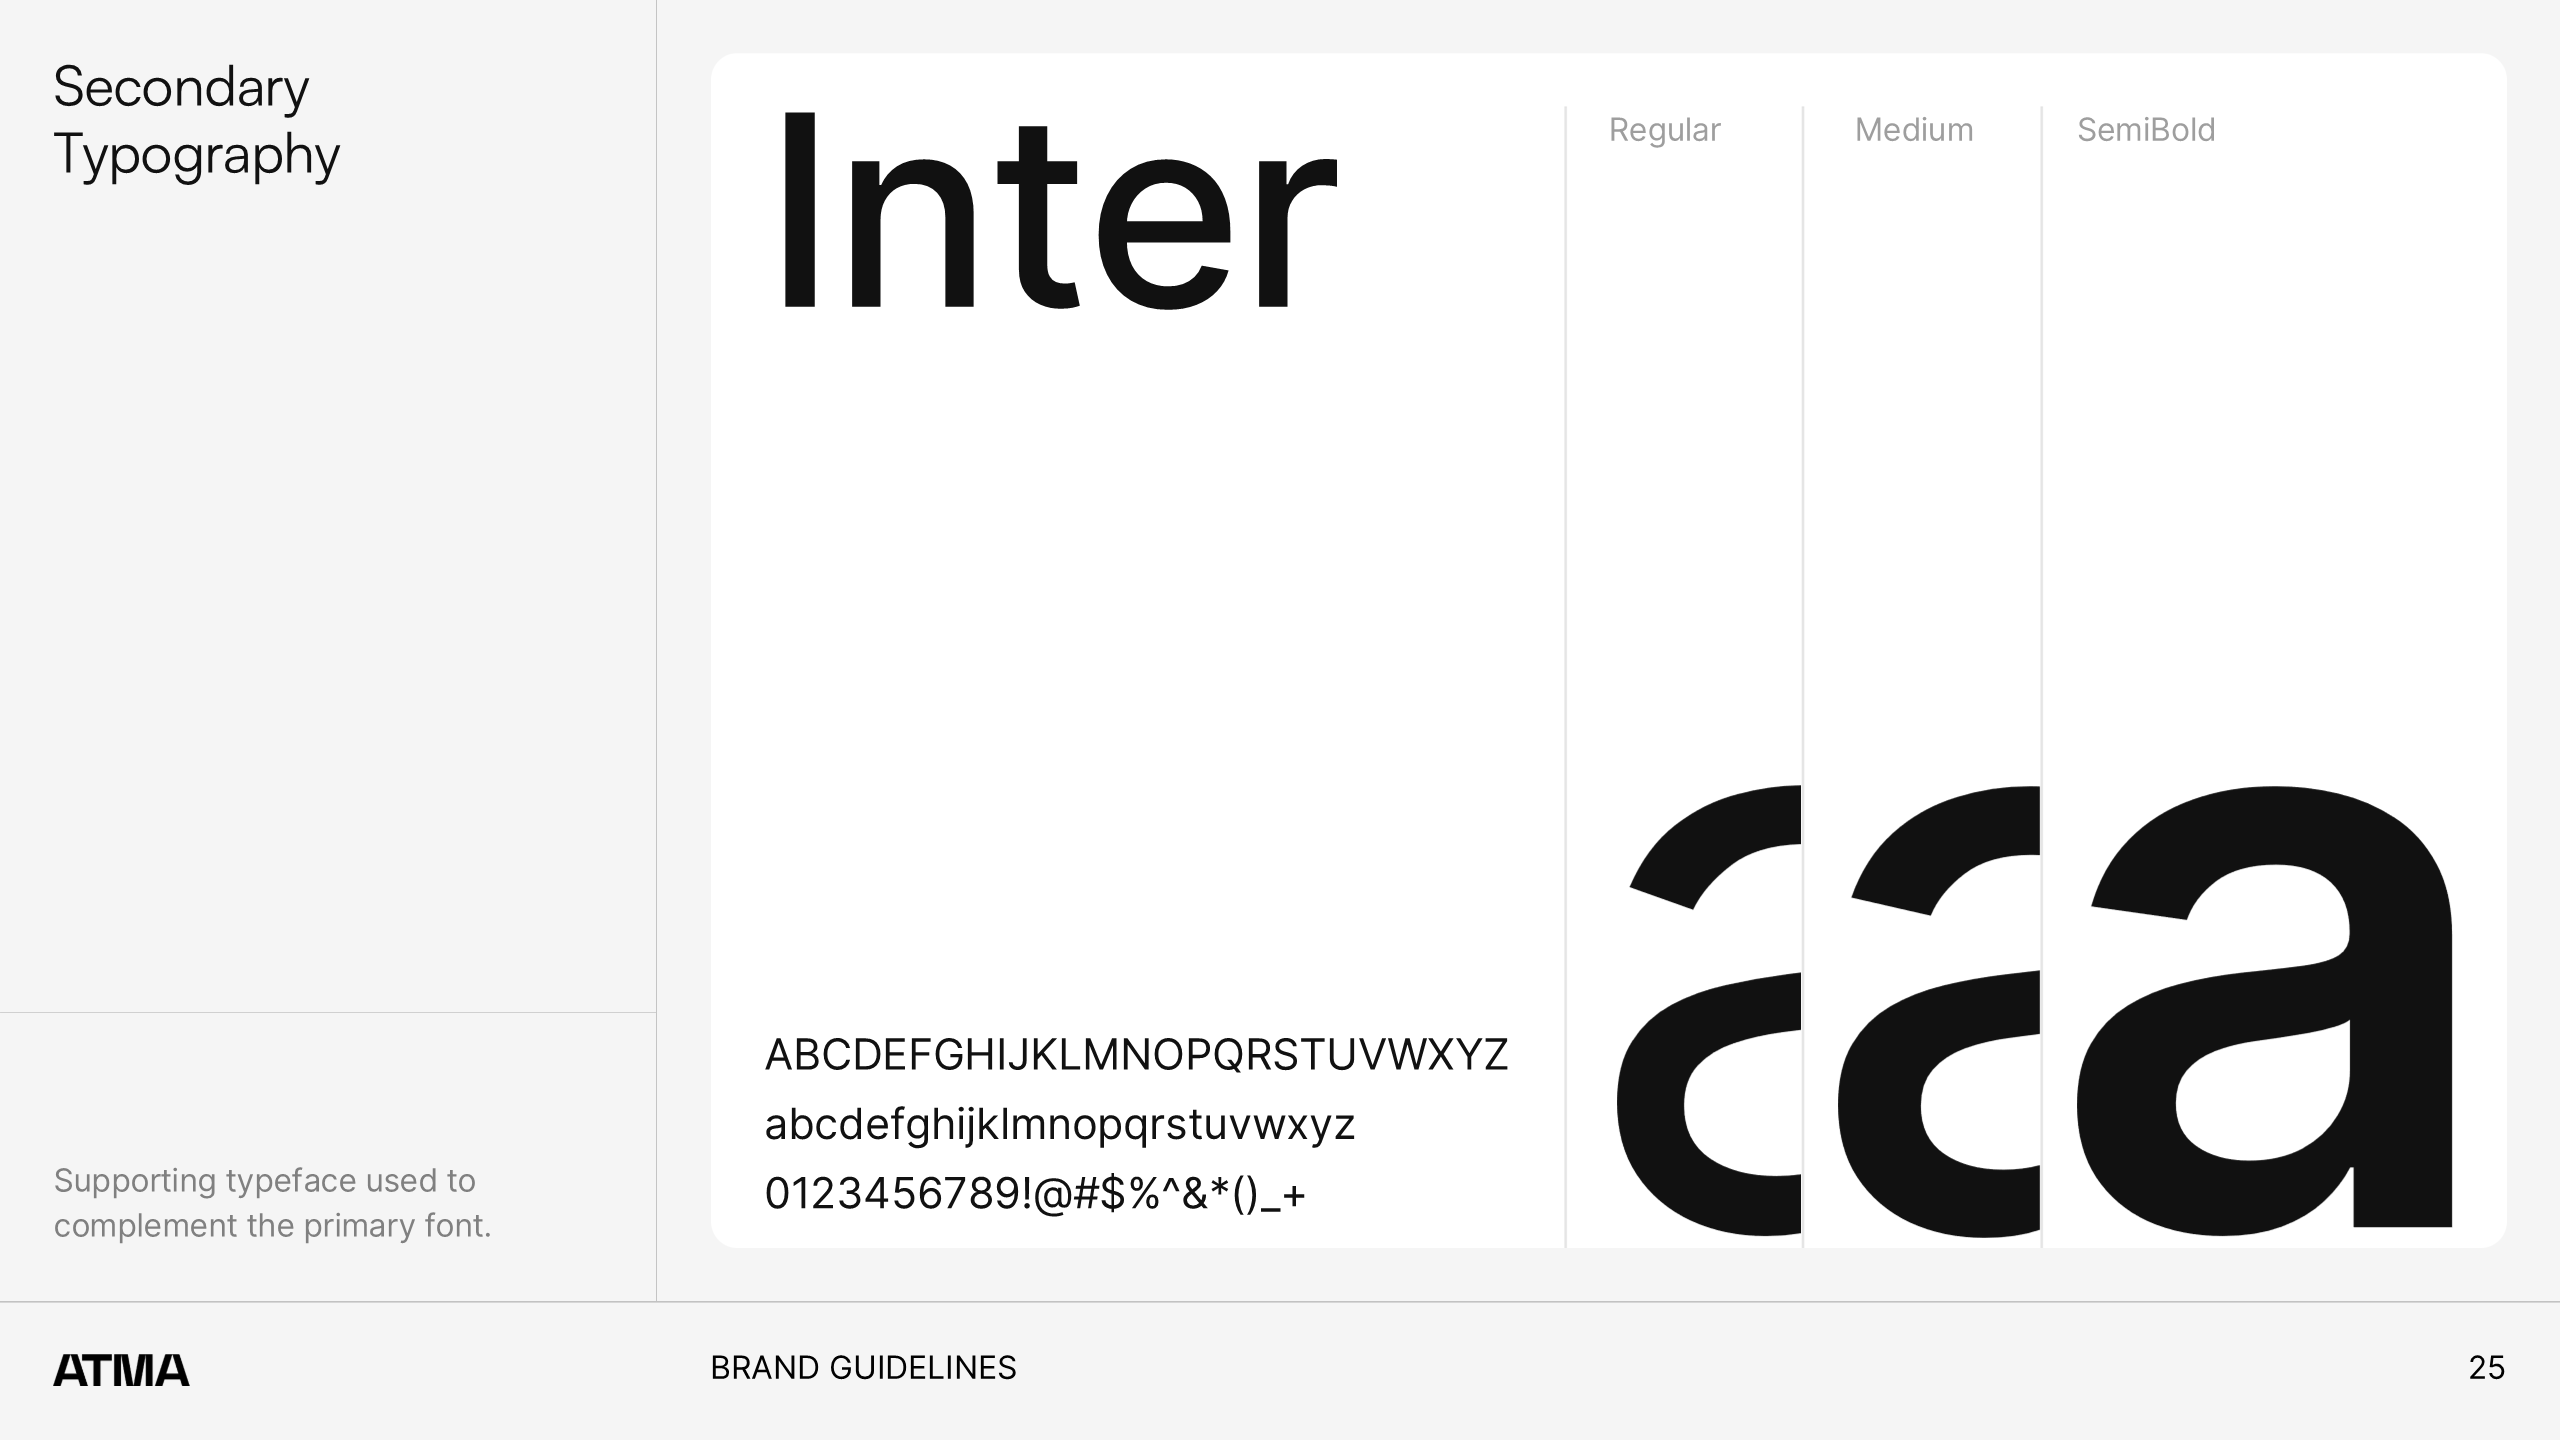 Secondary
Typography
Inter
Regular
Medium
SemiBold
a
a
a
ABCDEFGHIJKLMNOPQRSTUVWXYZ
abcdefghijklmnopqrstuvwxyz
0123456789!@#$%^&*()_+
Supporting typeface used to
complement the primary font.
ATMA
BRAND GUIDELINES
25